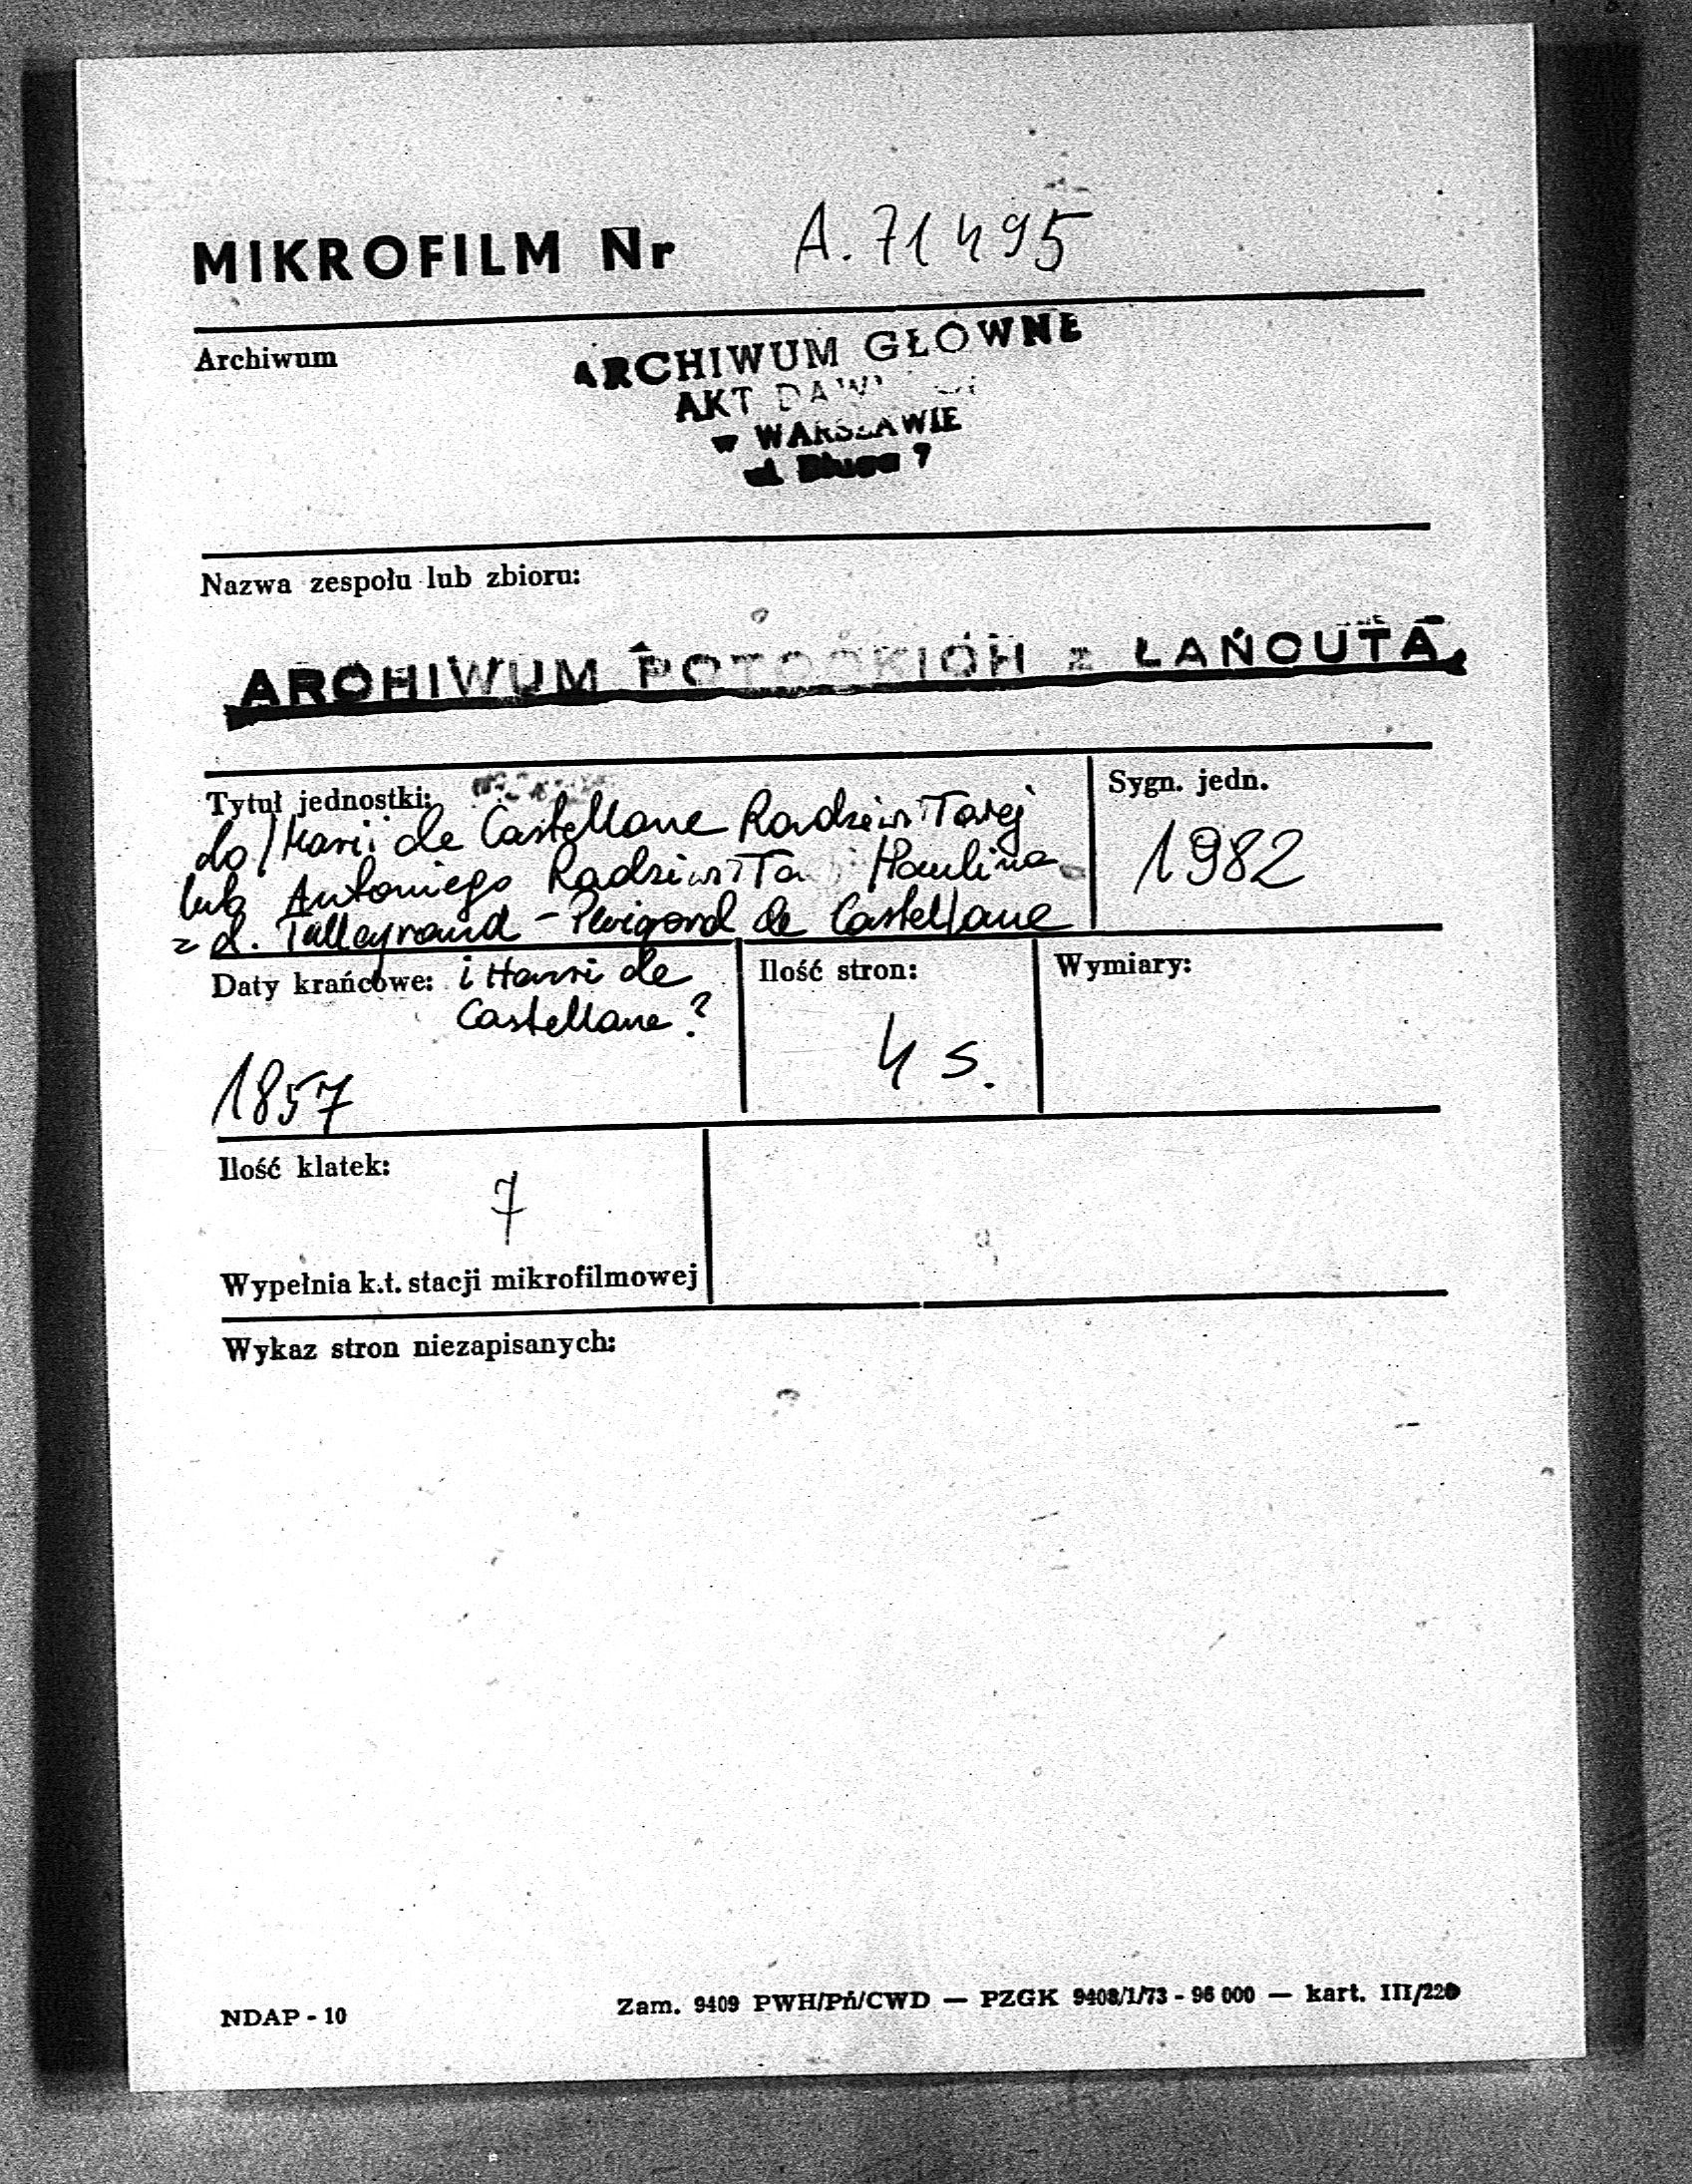 MIKROFILM Nr A. 71495
Archiwum
ARCHIWUM GŁÓWNE
AKT
w WARSZAWIE
ul. Długa 7
Nazwa zespołu lub zbioru:
ARCHIWUM POTOCKICH z ŁAŃCUTA
Tytuł jednostki:
do Marii de Castellane Radziwiłłowej
lub Antoniego Radziwiłła i Paulina
z d. Talleyrand - Perigord de Castellane
i Henri de
Castellane?
Sygn. jedn.
1982
Daty krańcowe:
1857
Ilość stron:
4 s.
Wymiary:
Ilość klatek:
7
Wypełnia k.t. stacji mikrofilmowej
Wykaz stron niezapisanych:
NDAP - 10
Zam. 9409 PWH/Pń/CWD — PZGK 9408/1/73 - 96 000 — kart. III/220